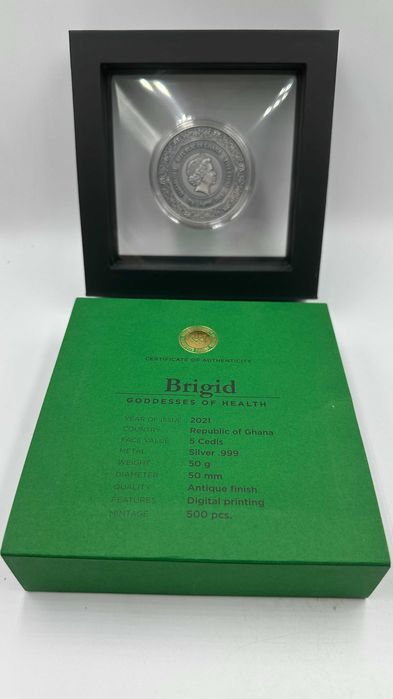 CERTIFICATE OF AUTHENTICITY
Brigid
GODDESSES OF HEALTH
YEAR OF ISSUE 2021
COUNTRY Republic of Ghana
FACE VALUE 5 Cedis
METAL Silver .999
WEIGHT 50 g
DIAMETER 50 mm
QUALITY Antique finish
FEATURES Digital printing
MINTAGE 500 pcs.